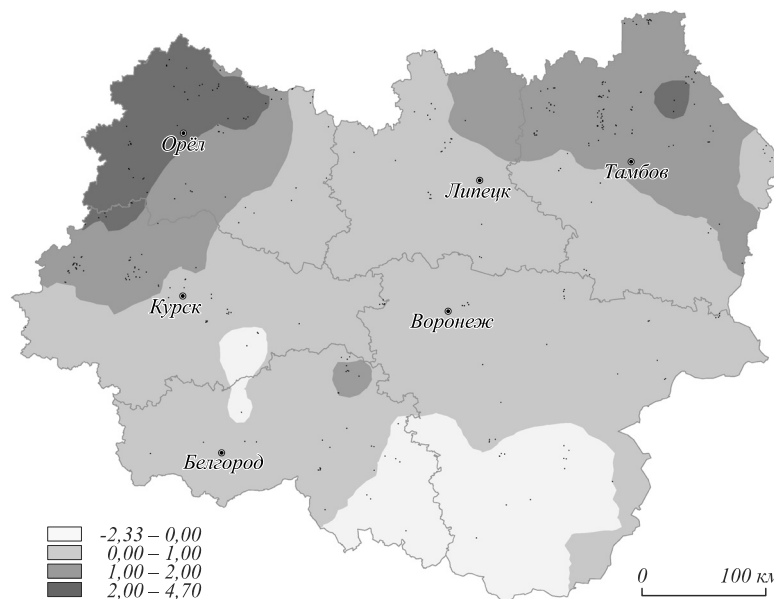 Орёл
Тамбов
Липецк
Курск
Воронеж
Белгород
-2,33 – 0,00
0,00 – 1,00
1,00 – 2,00
2,00 – 4,70
0 100 км